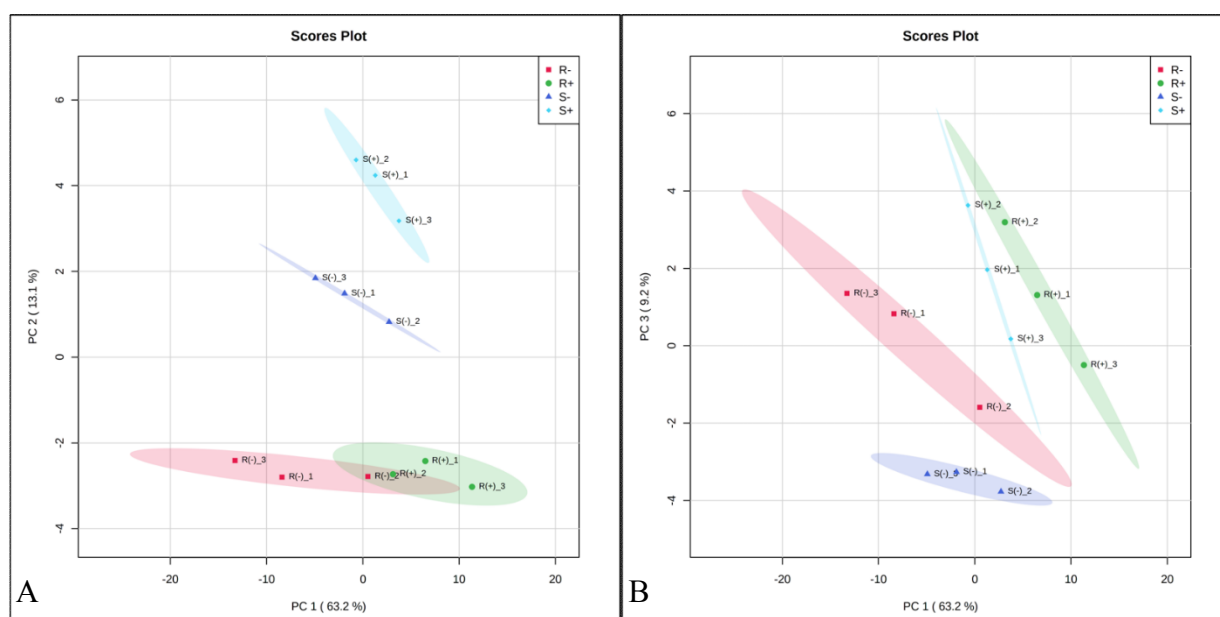 Scores Plot
R-
R+
S-
S+
6
4
2
0
-2
-4
PC 2 ( 13.1 %)
S(+)_2
S(+)_1
S(+)_3
S(-)_3
S(-)_1
S(-)_2
R(-)_3
R(-)_1
R(-)_2
R(+)_1
R(+)_2
R(+)_3
-20
-10
0
10
20
PC 1 ( 63.2 %)
A
Scores Plot
R-
R+
S-
S+
6
4
2
0
-2
-4
PC 3 ( 9.2 %)
S(+)_2
R(+)_2
S(+)_1
R(+)_1
R(-)_3
R(-)_1
S(+)_3
R(+)_3
R(-)_2
S(-)_3
S(-)_1
S(-)_2
-20
-10
0
10
20
PC 1 ( 63.2 %)
B